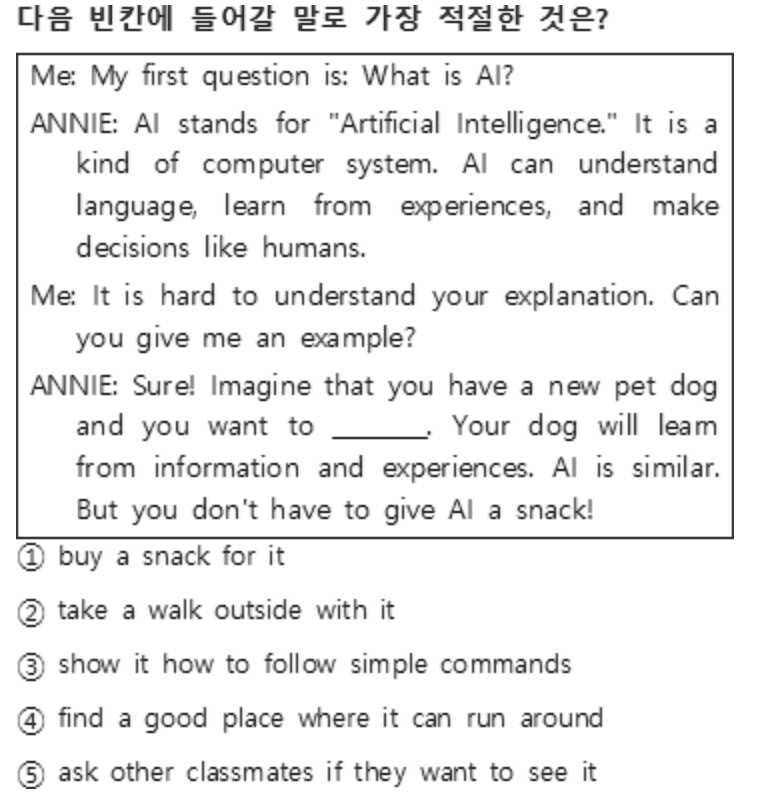 다음 빈칸에 들어갈 말로 가장 적절한 것은?
Me: My first question is: What is AI?
ANNIE: AI stands for "Artificial Intelligence." It is a
kind of computer system. AI can understand
language, learn from experiences, and make
decisions like humans.
Me: It is hard to understand your explanation. Can
you give me an example?
ANNIE: Sure! Imagine that you have a new pet dog
and you want to ______. Your dog will learn
from information and experiences. AI is similar.
But you don't have to give AI a snack!
① buy a snack for it
② take a walk outside with it
③ show it how to follow simple commands
④ find a good place where it can run around
⑤ ask other classmates if they want to see it